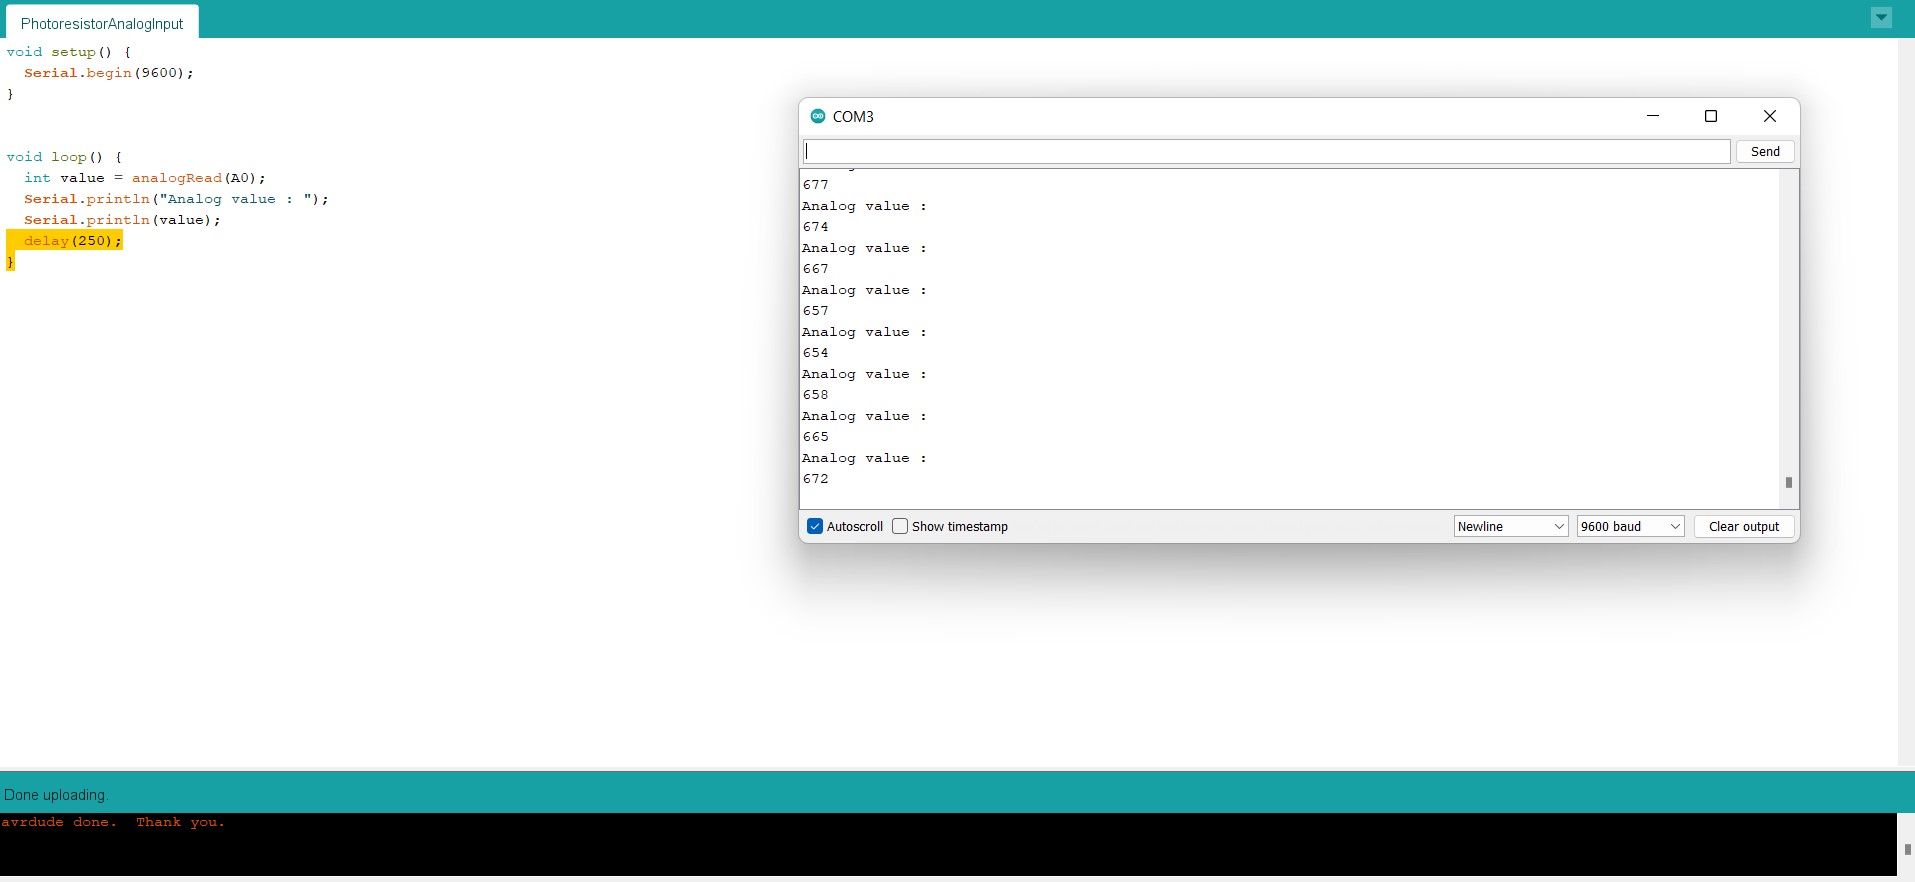 PhotoresistorAnalogInput
void setup() {
  Serial.begin(9600);
}
void loop() {
  int value = analogRead(A0);
  Serial.println("Analog value : ");
  Serial.println(value);
  delay(250);
}
COM3
Send
677
Analog value :
674
Analog value :
667
Analog value :
657
Analog value :
654
Analog value :
658
Analog value :
665
Analog value :
672
Autoscroll Show timestamp Newline 9600 baud Clear output
Done uploading.
avrdude done.  Thank you.